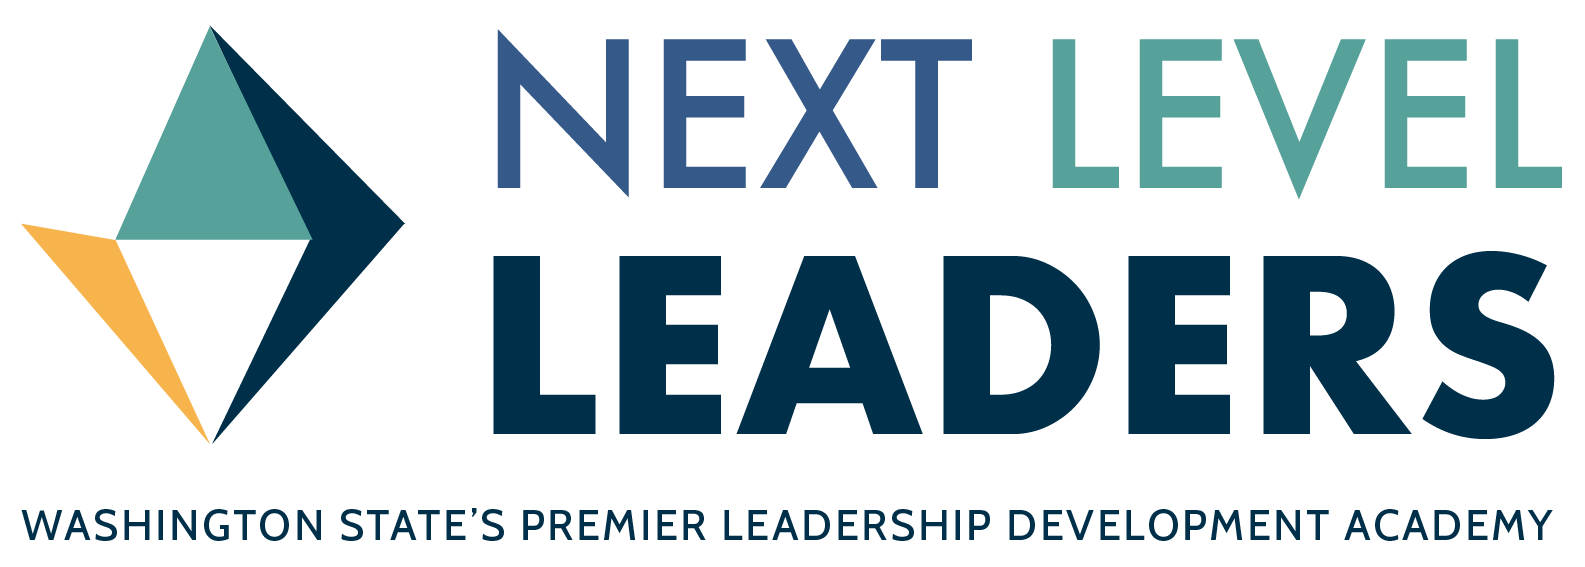 NEXT LEVEL
LEADERS
WASHINGTON STATE’S PREMIER LEADERSHIP DEVELOPMENT ACADEMY